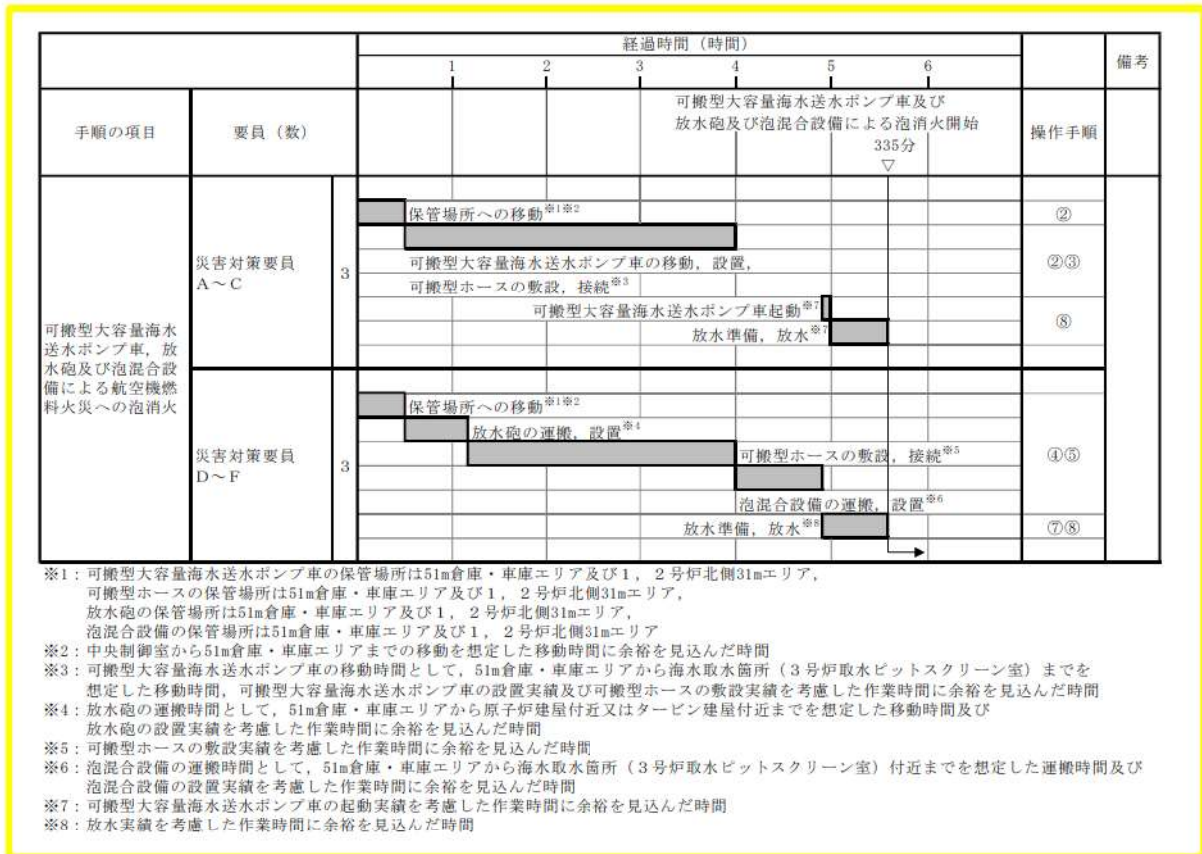 経過時間（時間）
備考
1 2 3 4 5 6
手順の項目
要員（数）
可搬型大容量海水送水ポンプ車及び
放水砲及び泡混合設備による泡消火開始
335分
▽
操作手順
可搬型大容量海水
送水ポンプ車，放
水砲及び泡混合設
備による航空機燃
料火災への泡消火
災害対策要員
A～C
3
保管場所への移動※1※2
②
可搬型大容量海水送水ポンプ車の移動，設置，
可搬型ホースの敷設，接続※3
②③
可搬型大容量海水送水ポンプ車起動※7
放水準備，放水※7
⑧
災害対策要員
D～F
3
保管場所への移動※1※2
放水砲の運搬，設置※4
可搬型ホースの敷設，接続※5
④⑤
泡混合設備の運搬，設置※6
放水準備，放水※8
⑦⑧
※1：可搬型大容量海水送水ポンプ車の保管場所は51m倉庫・車庫エリア及び1，2号炉北側31mエリア，
可搬型ホースの保管場所は51m倉庫・車庫エリア及び1，2号炉北側31mエリア，
放水砲の保管場所は51m倉庫・車庫エリア及び1，2号炉北側31mエリア，
泡混合設備の保管場所は51m倉庫・車庫エリア及び1，2号炉北側31mエリア
※2：中央制御室から51m倉庫・車庫エリアまでの移動を想定した移動時間に余裕を見込んだ時間
※3：可搬型大容量海水送水ポンプ車の移動時間として，51m倉庫・車庫エリアから海水取水箇所（3号炉取水ピットスクリーン室）までを
想定した移動時間，可搬型大容量海水送水ポンプ車の設置実績及び可搬型ホースの敷設実績を考慮した作業時間に余裕を見込んだ時間
※4：放水砲の運搬時間として，51m倉庫・車庫エリアから原子炉建屋付近又はタービン建屋付近までを想定した移動時間及び
放水砲の設置実績を考慮した作業時間に余裕を見込んだ時間
※5：可搬型ホースの敷設実績を考慮した作業時間に余裕を見込んだ時間
※6：泡混合設備の運搬時間として，51m倉庫・車庫エリアから海水取水箇所（3号炉取水ピットスクリーン室）付近までを想定した運搬時間及び
泡混合設備の設置実績を考慮した作業時間に余裕を見込んだ時間
※7：可搬型大容量海水送水ポンプ車の起動実績を考慮した作業時間に余裕を見込んだ時間
※8：放水実績を考慮した作業時間に余裕を見込んだ時間